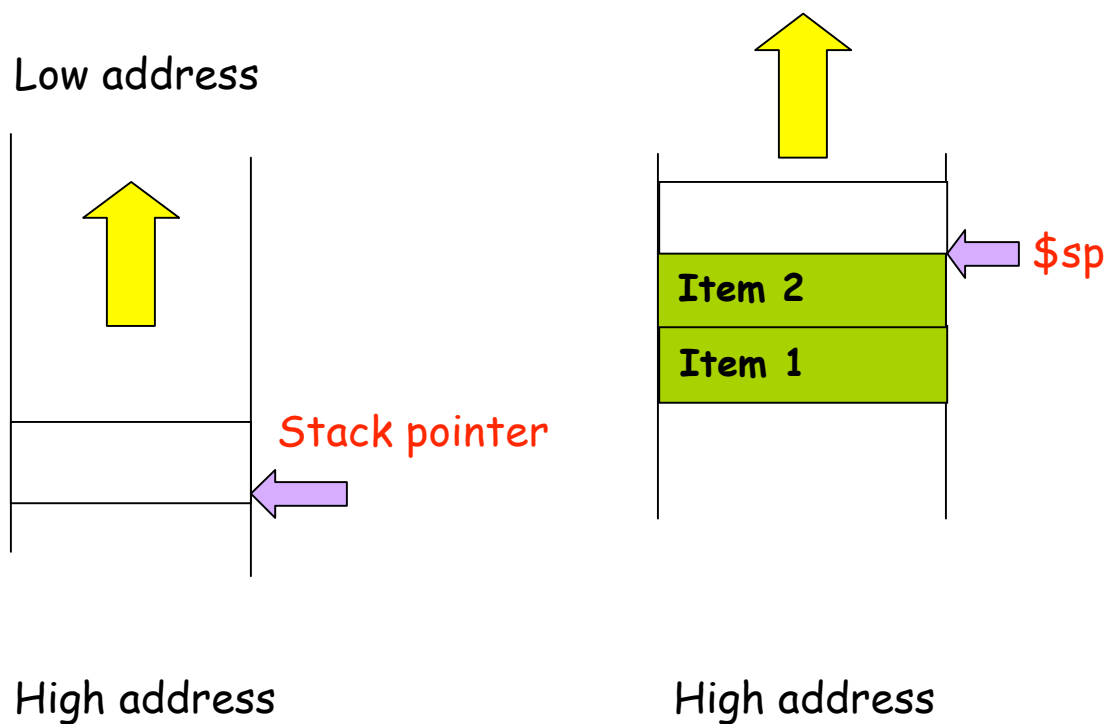 Low address
Stack pointer
High address
$sp
Item 2
Item 1
High address